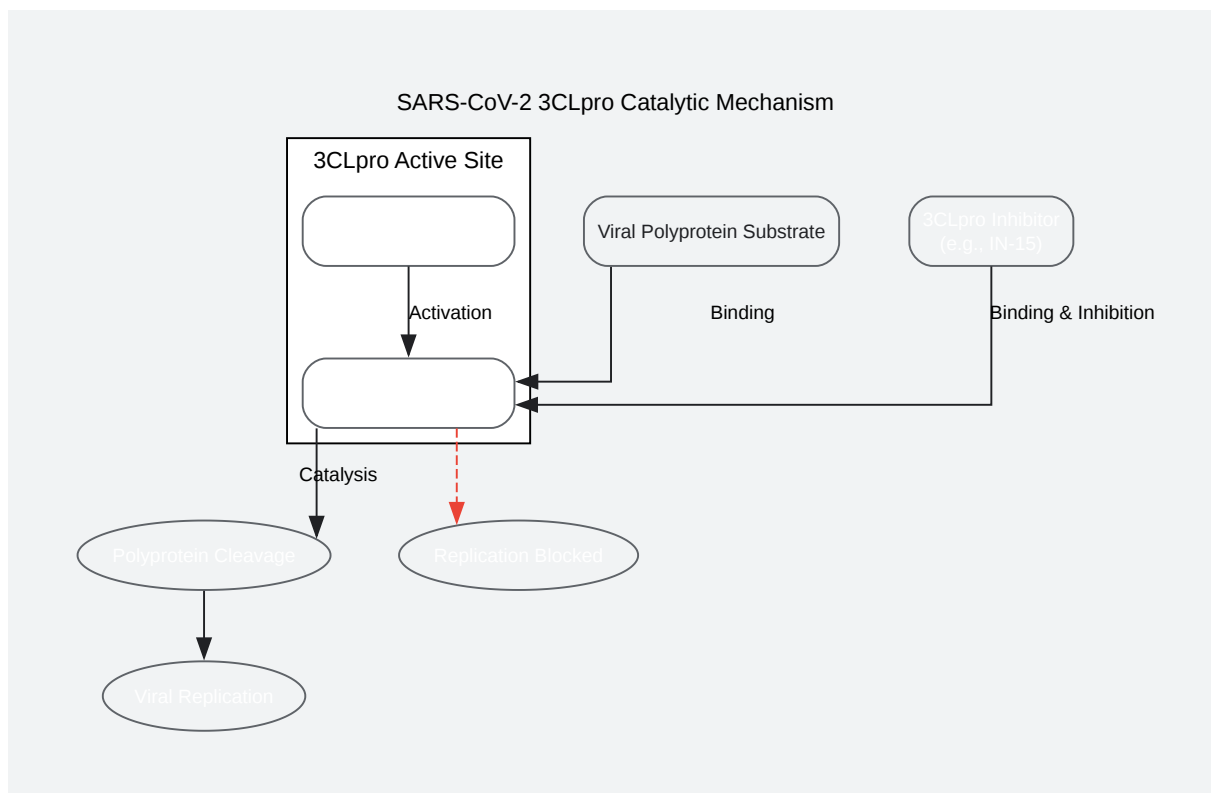 SARS-CoV-2 3CLpro Catalytic Mechanism
3CLpro Active Site
Viral Polyprotein Substrate
3CLpro Inhibitor
(e.g., IN-15)
Activation
Binding
Binding & Inhibition
Catalysis
Polyprotein Cleavage
Replication Blocked
Viral Replication